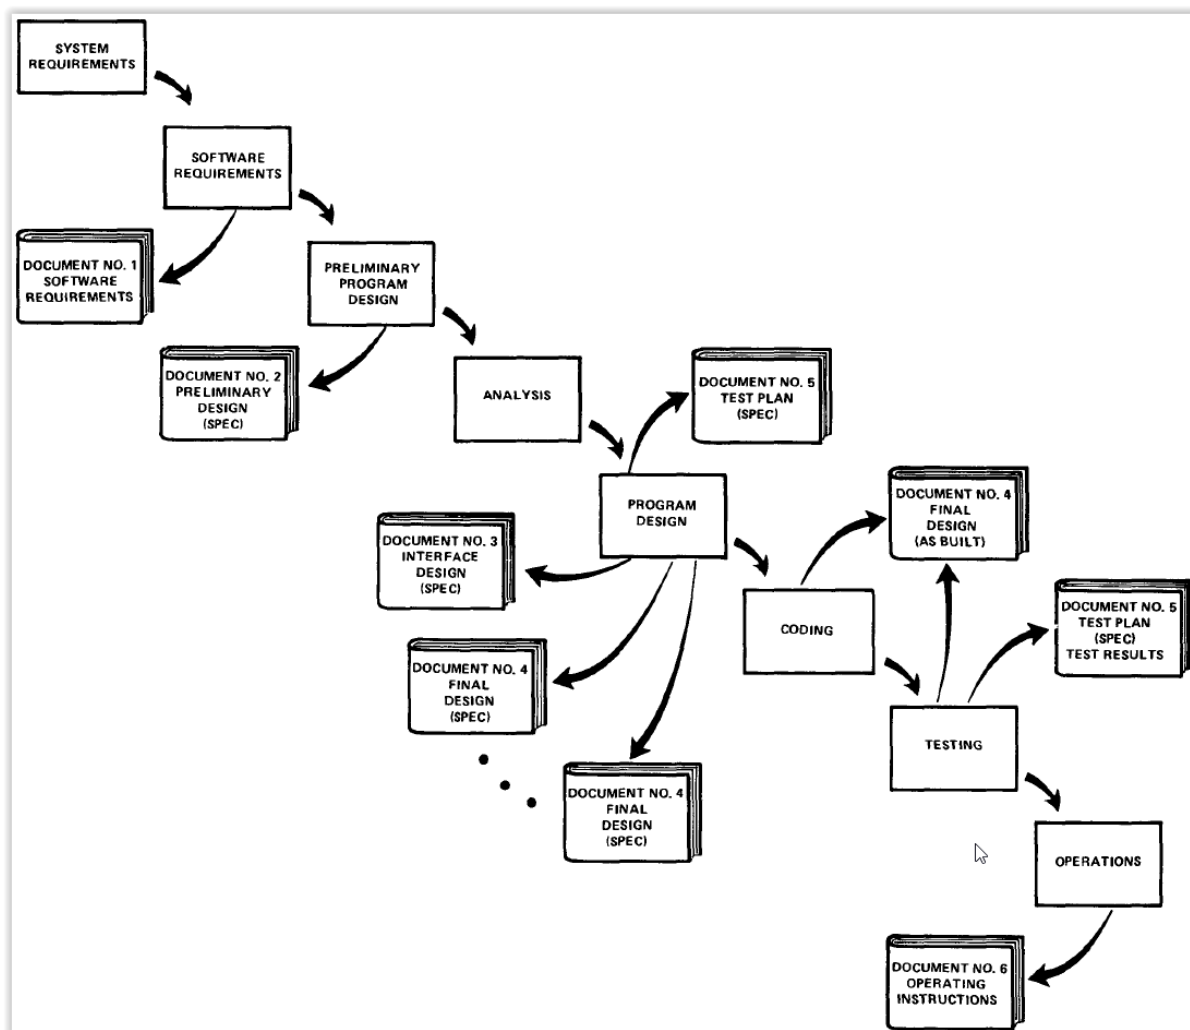 SYSTEM
REQUIREMENTS
SOFTWARE
REQUIREMENTS
DOCUMENT NO. 1
SOFTWARE
REQUIREMENTS
PRELIMINARY
PROGRAM
DESIGN
DOCUMENT NO. 2
PRELIMINARY
DESIGN
(SPEC)
ANALYSIS
DOCUMENT NO. 5
TEST PLAN
(SPEC)
PROGRAM
DESIGN
DOCUMENT NO. 3
INTERFACE
DESIGN
(SPEC)
DOCUMENT NO. 4
FINAL
DESIGN
(AS BUILT)
CODING
DOCUMENT NO. 5
TEST PLAN
(SPEC)
TEST RESULTS
DOCUMENT NO. 4
FINAL
DESIGN
(SPEC)
TESTING
DOCUMENT NO. 4
FINAL
DESIGN
(SPEC)
OPERATIONS
DOCUMENT NO. 6
OPERATING
INSTRUCTIONS